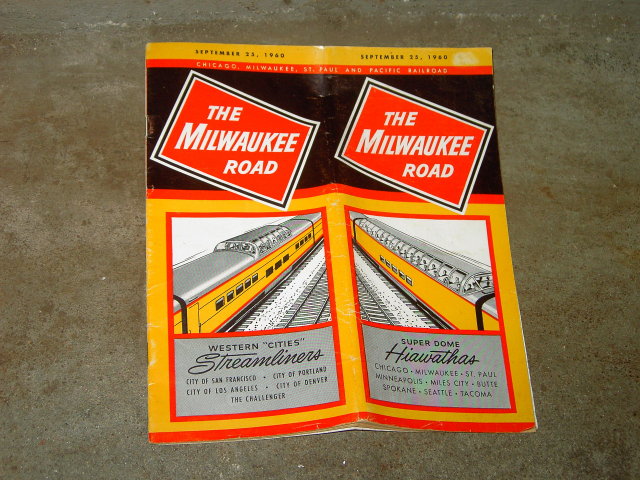 SEPTEMBER 25, 1960
SEPTEMBER 25, 1960
CHICAGO, MILWAUKEE, ST. PAUL AND PACIFIC RAILROAD
THE
MILWAUKEE
ROAD
THE
MILWAUKEE
ROAD
WESTERN "CITIES"
Streamliners
CITY OF SAN FRANCISCO • CITY OF PORTLAND
CITY OF LOS ANGELES • CITY OF DENVER
THE CHALLENGER
SUPER DOME
Hiawathas
CHICAGO • MILWAUKEE • ST. PAUL
MINNEAPOLIS • MILES CITY • BUTTE
SPOKANE • SEATTLE • TACOMA